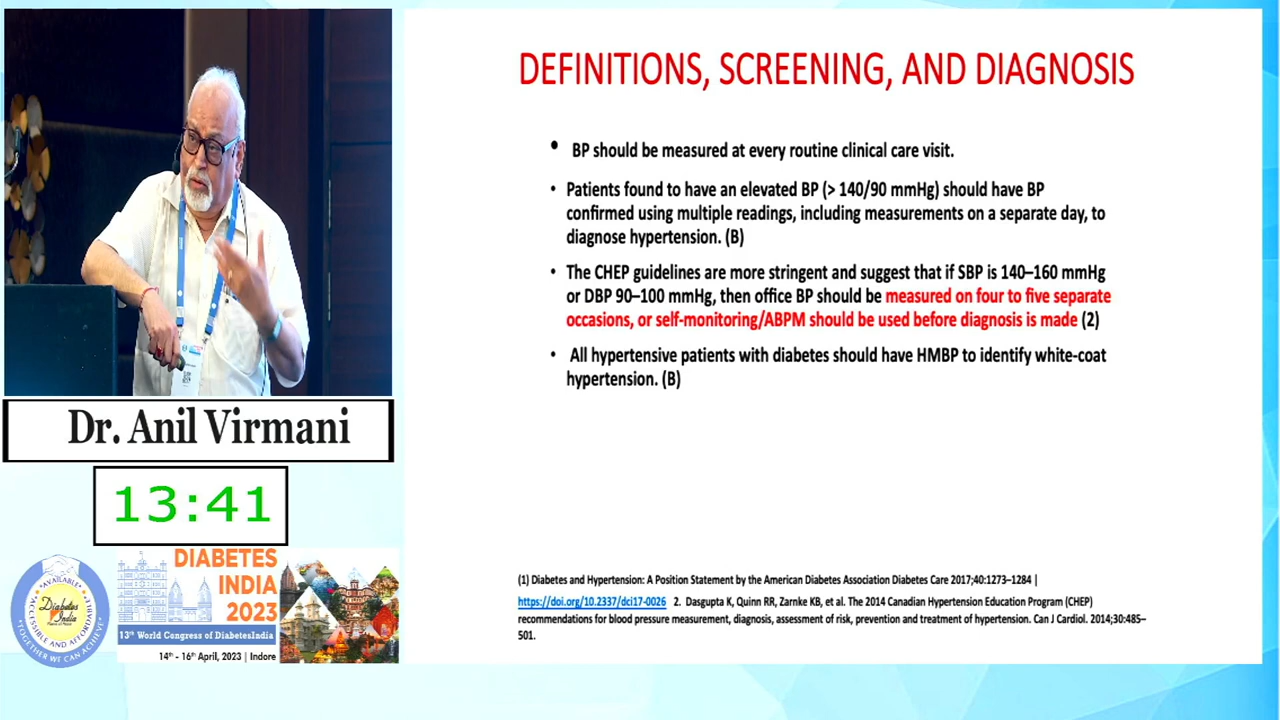 DEFINITIONS, SCREENING, AND DIAGNOSIS
• BP should be measured at every routine clinical care visit.
• Patients found to have an elevated BP (> 140/90 mmHg) should have BP
confirmed using multiple readings, including measurements on a separate day, to
diagnose hypertension. (B)
• The CHEP guidelines are more stringent and suggest that if SBP is 140–160 mmHg
or DBP 90–100 mmHg, then office BP should be measured on four to five separate
occasions, or self-monitoring/ABPM should be used before diagnosis is made (2)
• All hypertensive patients with diabetes should have HMBP to identify white-coat
hypertension. (B)
(1) Diabetes and Hypertension: A Position Statement by the American Diabetes Association Diabetes Care 2017;40:1273–1284 |
https://doi.org/10.2337/dci17-0026 2. Dasgupta K, Quinn RR, Zarnke KB, et al. The 2014 Canadian Hypertension Education Program (CHEP)
recommendations for blood pressure measurement, diagnosis, assessment of risk, prevention and treatment of hypertension. Can J Cardiol. 2014;30:485–
501.
Dr. Anil Virmani
13:41
AVAILABLE
ACCESSIBLE AND AFFORDABLE
Diabetes
India
TOGETHER WE CAN ACHIEVE
DIABETES
INDIA
2023
13th World Congress of DiabetesIndia
14th - 16th April, 2023 | Indore